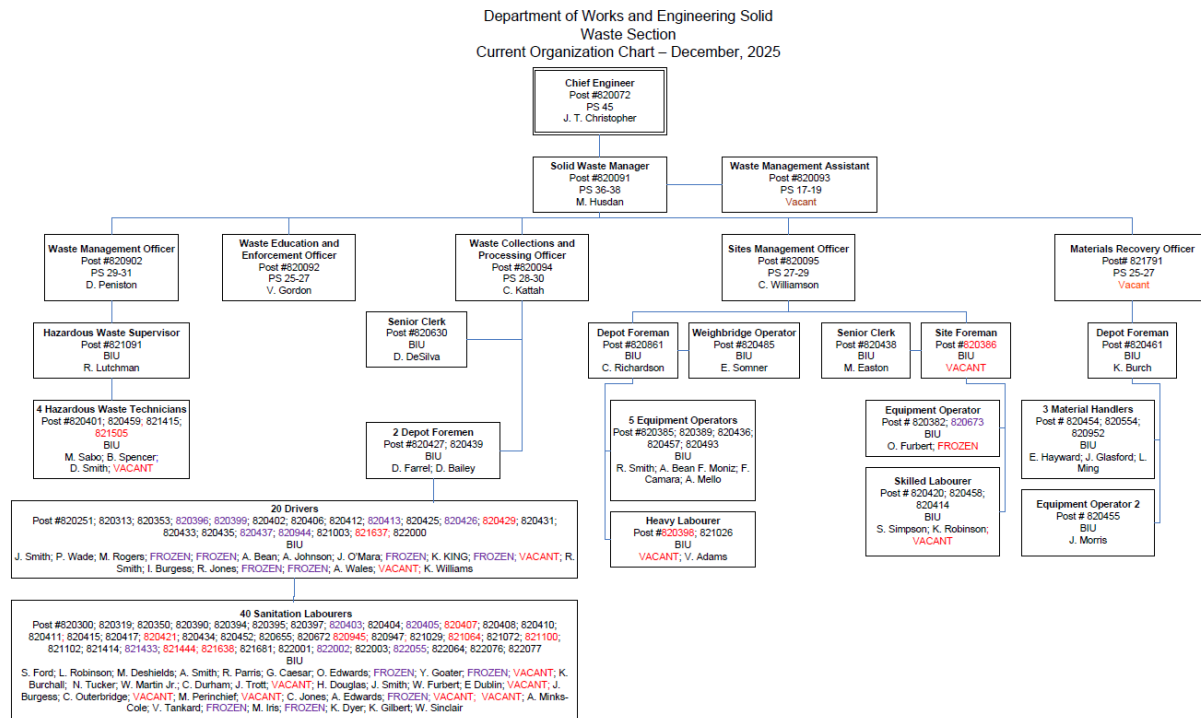 Department of Works and Engineering Solid
Waste Section
Current Organization Chart – December, 2025
Chief Engineer
Post #820072
PS 45
J. T. Christopher
Solid Waste Manager
Post #820091
PS 36-38
M. Husdan
Waste Management Assistant
Post #820093
PS 17-19
Vacant
Waste Management Officer
Post #820902
PS 29-31
D. Peniston
Waste Education and
Enforcement Officer
Post #820092
PS 25-27
V. Gordon
Waste Collections and
Processing Officer
Post #820094
PS 28-30
C. Kattah
Sites Management Officer
Post #820095
PS 27-29
C. Williamson
Materials Recovery Officer
Post# 821791
PS 25-27
Vacant
Hazardous Waste Supervisor
Post #821091
BIU
R. Lutchman
Senior Clerk
Post #820630
BIU
D. DeSilva
Depot Foreman
Post #820861
BIU
C. Richardson
Weighbridge Operator
Post #820485
BIU
E. Somner
Senior Clerk
Post #820438
BIU
M. Easton
Site Foreman
Post #820386
BIU
VACANT
Depot Foreman
Post #820461
BIU
K. Burch
4 Hazardous Waste Technicians
Post #820401; 820459; 821415;
821505
BIU
M. Sabo; B. Spencer;
D. Smith; VACANT
2 Depot Foremen
Post #820427; 820439
BIU
D. Farrel; D. Bailey
5 Equipment Operators
Post #820385; 820389; 820436;
820457; 820493
BIU
R. Smith; A. Bean F. Moniz; F.
Camara; A. Mello
Equipment Operator
Post # 820382; 820673
BIU
O. Furbert; FROZEN
3 Material Handlers
Post # 820454; 820554;
820952
BIU
E. Hayward; J. Glasford; L.
Ming
Heavy Labourer
Post #820398; 821026
BIU
VACANT; V. Adams
Skilled Labourer
Post # 820420; 820458;
820414
BIU
S. Simpson; K. Robinson;
VACANT
Equipment Operator 2
Post # 820455
BIU
J. Morris
20 Drivers
Post #820251; 820313; 820353; 820396; 820399; 820402; 820406; 820412; 820413; 820425; 820426; 820429; 820431;
820433; 820435; 820437; 820944; 821003; 821637; 822000
BIU
J. Smith; P. Wade; M. Rogers; FROZEN; FROZEN; A. Bean; A. Johnson; J. O'Mara; FROZEN; K. KING; FROZEN; VACANT; R.
Smith; I. Burgess; R. Jones; FROZEN; FROZEN; A. Wales; VACANT; K. Williams
40 Sanitation Labourers
Post #820300; 820319; 820350; 820390; 820394; 820395; 820397; 820403; 820404; 820405; 820407; 820408; 820410;
820411; 820415; 820417; 820421; 820434; 820452; 820655; 820672 820945; 820947; 821029; 821064; 821072; 821100;
821102; 821414; 821433; 821444; 821638; 821681; 822001; 822002; 822003; 822055; 822064; 822076; 822077
BIU
S. Ford; L. Robinson; M. Deshields; A. Smith; R. Parris; G. Caesar; O. Edwards; FROZEN; Y. Goater; FROZEN; VACANT; K.
Burchall; N. Tucker; W. Martin Jr.; C. Durham; J. Trott; VACANT; H. Douglas; J. Smith; W. Furbert; E Dublin; VACANT; J.
Burgess; C. Outerbridge; VACANT; M. Perinchief; VACANT; C. Jones; A. Edwards; FROZEN; VACANT; VACANT; A. Minks-
Cole; V. Tankard; FROZEN; M. Iris; FROZEN; K. Dyer; K. Gilbert; W. Sinclair